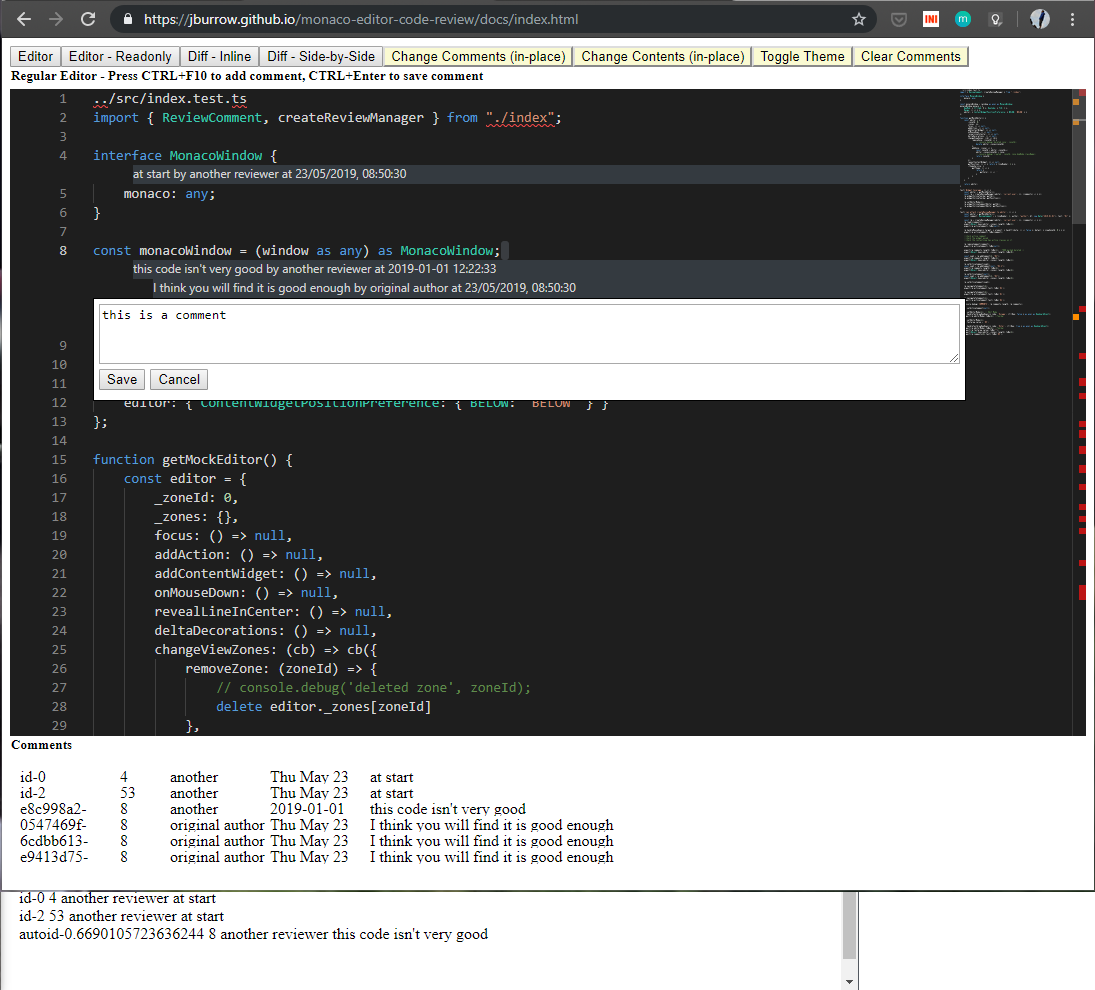 https://jburrow.github.io/monaco-editor-code-review/docs/index.html
INI
m
Editor Editor - Readonly Diff - Inline Diff - Side-by-Side Change Comments (in-place) Change Contents (in-place) Toggle Theme Clear Comments
Regular Editor - Press CTRL+F10 to add comment, CTRL+Enter to save comment
1 ../src/index.test.ts
2 import { ReviewComment, createReviewManager } from "./index";
3
4 interface MonacoWindow {
at start by another reviewer at 23/05/2019, 08:50:30
5 monaco: any;
6 }
7
8 const monacoWindow = (window as any) as MonacoWindow;
this code isn't very good by another reviewer at 2019-01-01 12:22:33
I think you will find it is good enough by original author at 23/05/2019, 08:50:30
this is a comment
Save Cancel
9
10
11
12 editor: { ContentWidgetPositionPreference: { BELOW: "BELOW" } }
13 };
14
15 function getMockEditor() {
16 const editor = {
17 _zoneId: 0,
18 _zones: {},
19 focus: () => null,
20 addAction: () => null,
21 addContentWidget: () => null,
22 onMouseDown: () => null,
23 revealLineInCenter: () => null,
24 deltaDecorations: () => null,
25 changeViewZones: (cb) => cb({
26 removeZone: (zoneId) => {
27 // console.debug('deleted zone', zoneId);
28 delete editor._zones[zoneId]
29 },
Comments
id-0 4 another Thu May 23 at start
id-2 53 another Thu May 23 at start
e8c998a2- 8 another 2019-01-01 this code isn't very good
0547469f- 8 original author Thu May 23 I think you will find it is good enough
6cdbb613- 8 original author Thu May 23 I think you will find it is good enough
e9413d75- 8 original author Thu May 23 I think you will find it is good enough
id-0 4 another reviewer at start
id-2 53 another reviewer at start
autoid-0.6690105723636244 8 another reviewer this code isn't very good